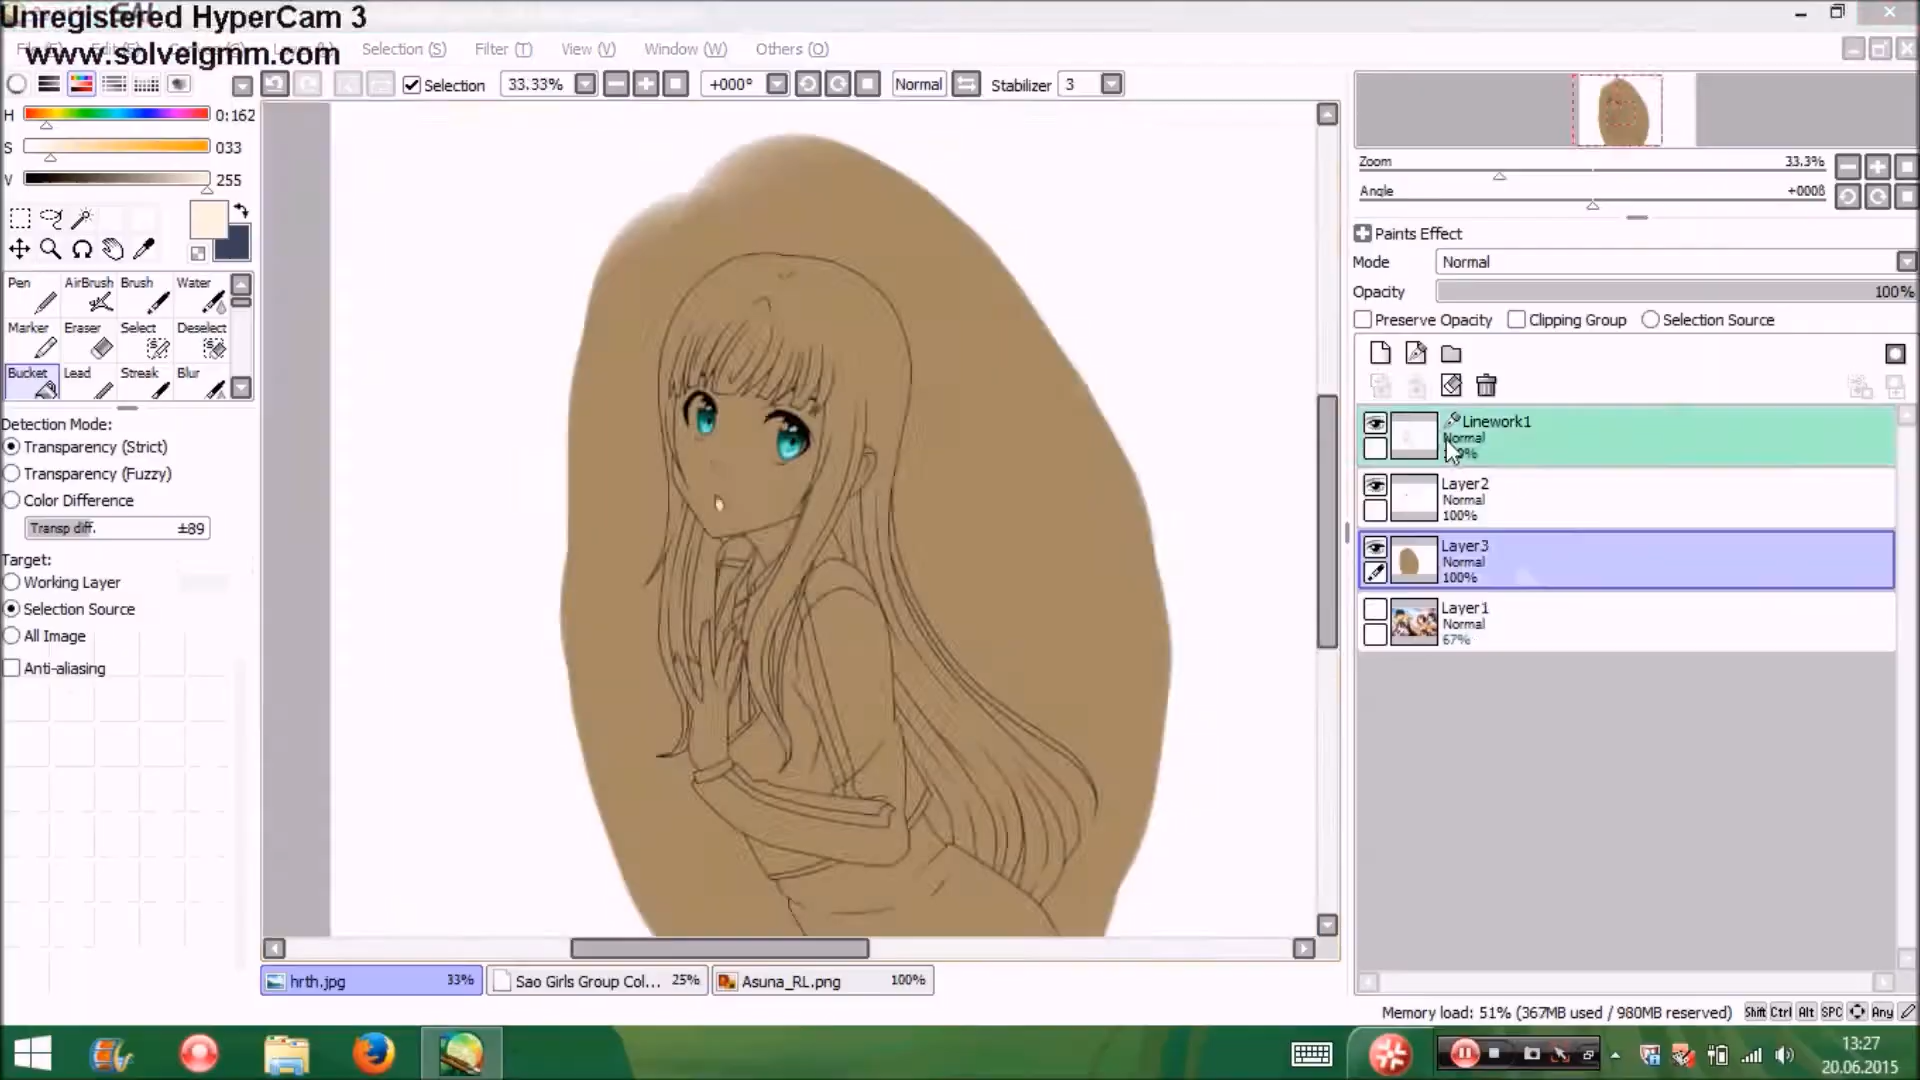 Unregistered HyperCam 3
www.solveigmm.com
Selection (S) Filter (T) View (V) Window (W) Others (O)
Selection 33.33% +000° Normal Stabilizer 3
H 0:162
S 033
V 255
Pen AirBrush Brush Water
Marker Eraser Select Deselect
Bucket Lead Streak Blur
Detection Mode:
Transparency (Strict)
Transparency (Fuzzy)
Color Difference
Transp diff. ±89
Target:
Working Layer
Selection Source
All Image
Anti-aliasing
Zoom 33.3%
Angle +000ß
Paints Effect
Mode Normal
Opacity 100%
Preserve Opacity Clipping Group Selection Source
Linework1
Normal
Layer2
Normal
100%
Layer3
Normal
100%
Layer1
Normal
67%
hrth.jpg 33% Sao Girls Group Col... 25% Asuna_RL.png 100%
Memory load: 51% (367MB used / 980MB reserved) Shift Ctrl Alt SPC Any
13:27
20.06.2015